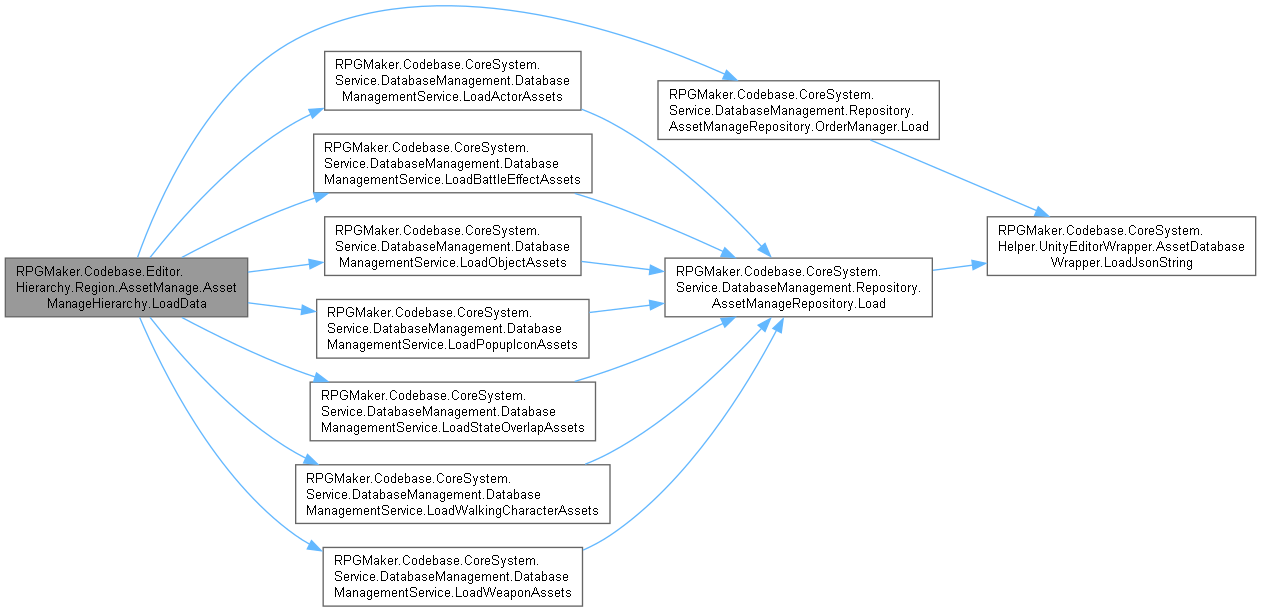 RPGMaker.Codebase.Editor.
Hierarchy.Region.AssetManage.Asset
ManageHierarchy.LoadData
RPGMaker.Codebase.CoreSystem.
Service.DatabaseManagement.Database
ManagementService.LoadActorAssets
RPGMaker.Codebase.CoreSystem.
Service.DatabaseManagement.Database
ManagementService.LoadBattleEffectAssets
RPGMaker.Codebase.CoreSystem.
Service.DatabaseManagement.Database
ManagementService.LoadObjectAssets
RPGMaker.Codebase.CoreSystem.
Service.DatabaseManagement.Database
ManagementService.LoadPopupIconAssets
RPGMaker.Codebase.CoreSystem.
Service.DatabaseManagement.Database
ManagementService.LoadStateOverlapAssets
RPGMaker.Codebase.CoreSystem.
Service.DatabaseManagement.Database
ManagementService.LoadWalkingCharacterAssets
RPGMaker.Codebase.CoreSystem.
Service.DatabaseManagement.Database
ManagementService.LoadWeaponAssets
RPGMaker.Codebase.CoreSystem.
Service.DatabaseManagement.Repository.
AssetManageRepository.OrderManager.Load
RPGMaker.Codebase.CoreSystem.
Service.DatabaseManagement.Repository.
AssetManageRepository.Load
RPGMaker.Codebase.CoreSystem.
Helper.UnityEditorWrapper.AssetDatabase
Wrapper.LoadJsonString